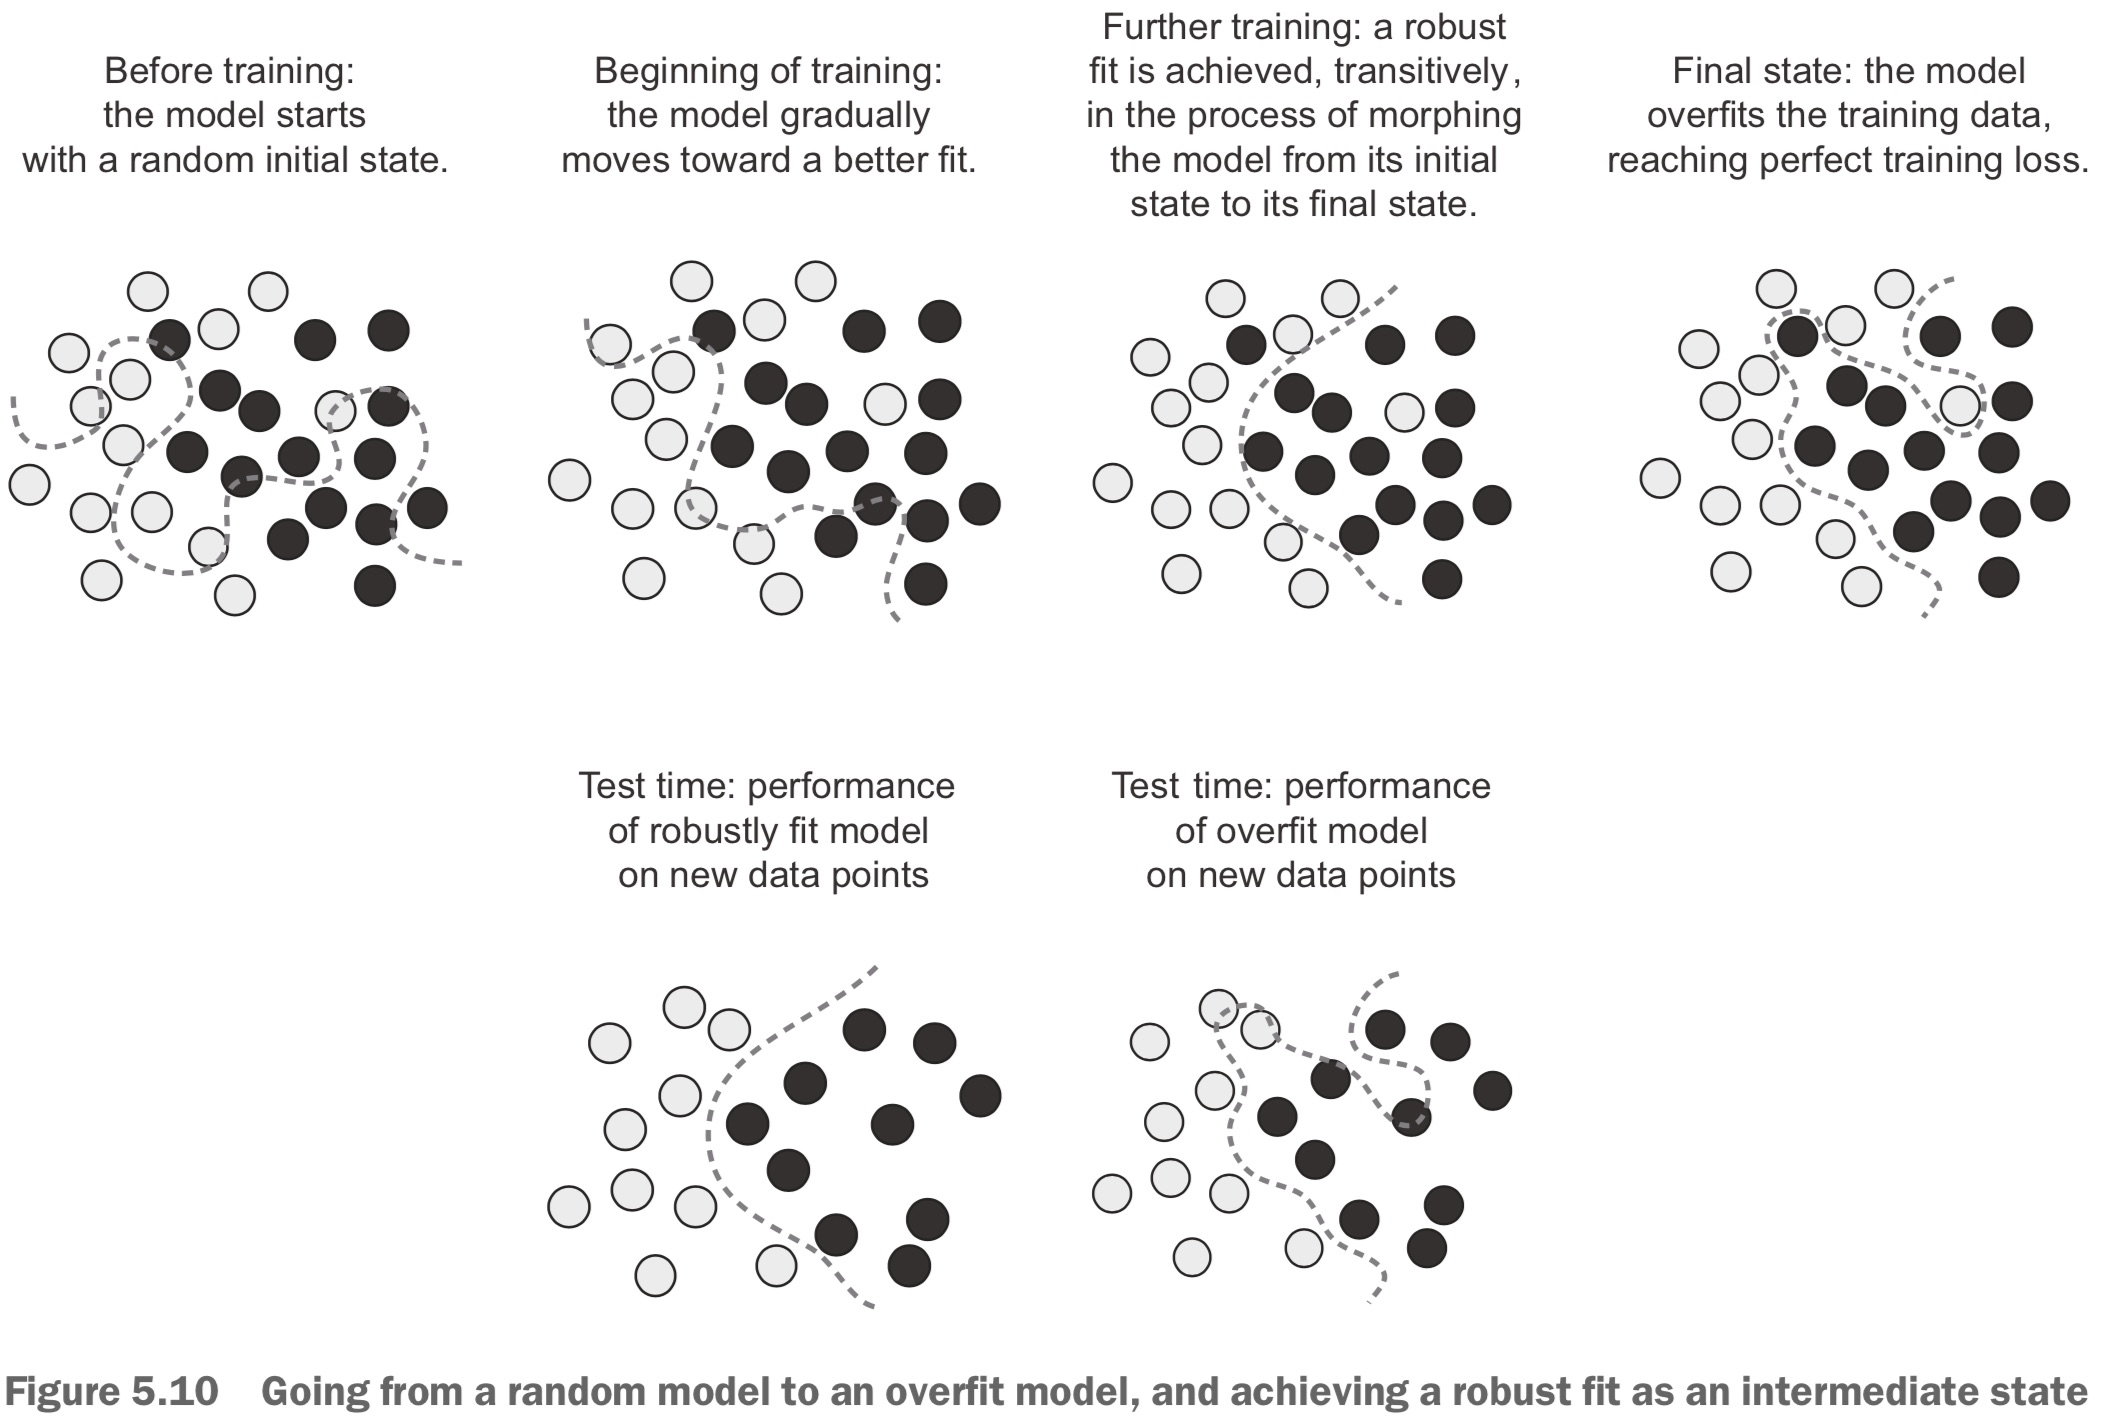 Before training:
the model starts
with a random initial state.
Beginning of training:
the model gradually
moves toward a better fit.
Further training: a robust
fit is achieved, transitively,
in the process of morphing
the model from its initial
state to its final state.
Final state: the model
overfits the training data,
reaching perfect training loss.
Test time: performance
of robustly fit model
on new data points
Test time: performance
of overfit model
on new data points
Figure 5.10 Going from a random model to an overfit model, and achieving a robust fit as an intermediate state